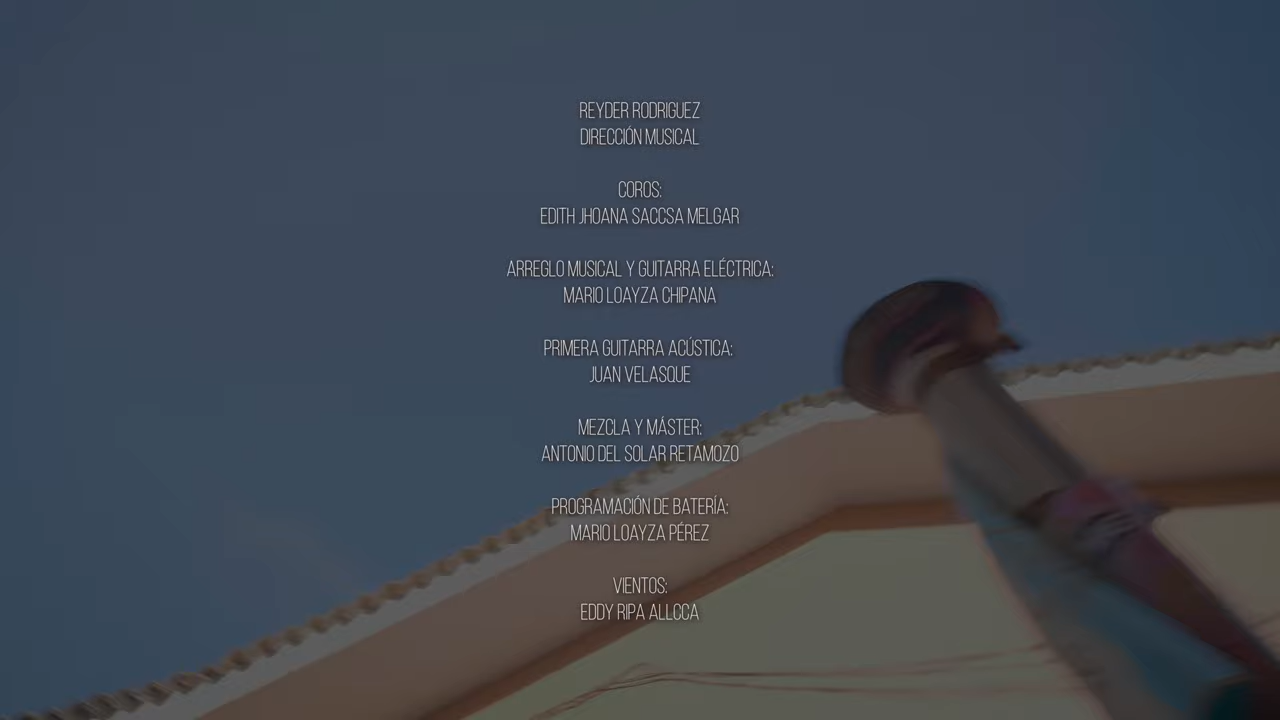 REYDER RODRIGUEZ
DIRECCIÓN MUSICAL
COROS:
EDITH JHOANA SACCSA MELGAR
ARREGLO MUSICAL Y GUITARRA ELÉCTRICA:
MARIO LOAYZA CHIPANA
PRIMERA GUITARRA ACÚSTICA:
JUAN VELASQUE
MEZCLA Y MÁSTER:
ANTONIO DEL SOLAR RETAMOZO
PROGRAMACIÓN DE BATERÍA:
MARIO LOAYZA PÉREZ
VIENTOS:
EDDY RIPA ALLCCA